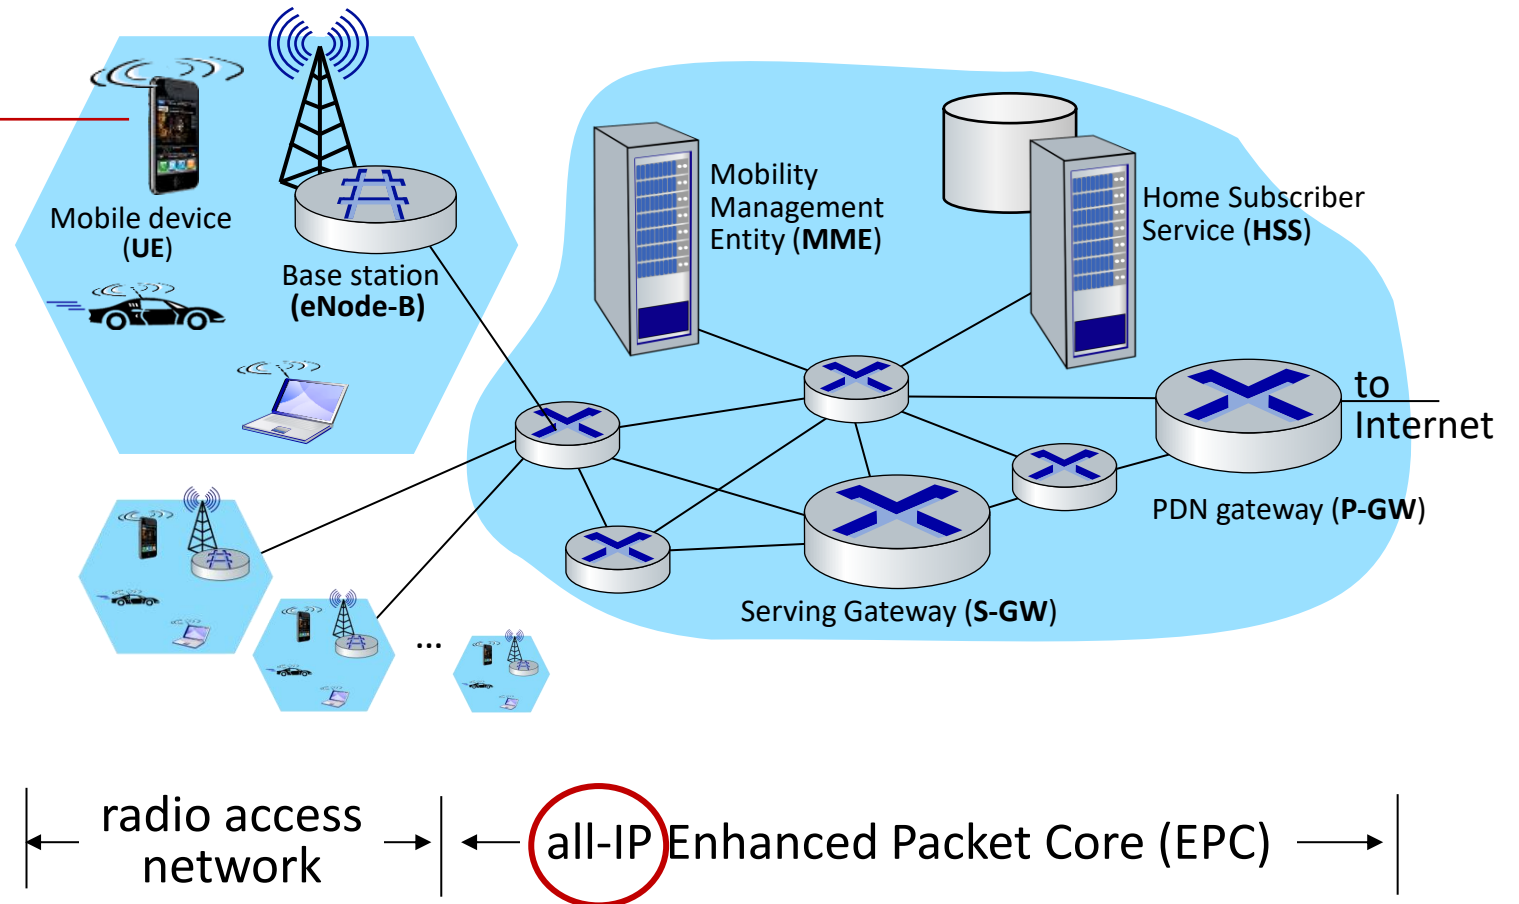 Mobile device
(UE)
Base station
(eNode-B)
Mobility
Management
Entity (MME)
Home Subscriber
Service (HSS)
to
Internet
PDN gateway (P-GW)
Serving Gateway (S-GW)
...
radio access
network
all-IP Enhanced Packet Core (EPC)